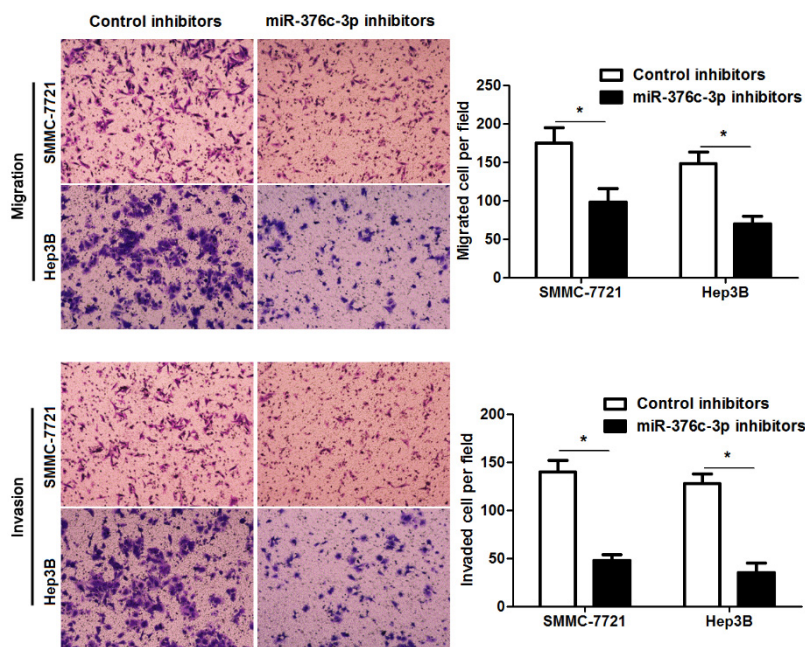 Control inhibitors
miR-376c-3p inhibitors
Migration
SMMC-7721
Hep3B
Migrated cell per field
250
200
150
100
50
0
Control inhibitors
miR-376c-3p inhibitors
*
*
SMMC-7721
Hep3B
Invasion
SMMC-7721
Hep3B
Invaded cell per field
200
150
100
50
0
Control inhibitors
miR-376c-3p inhibitors
*
*
SMMC-7721
Hep3B